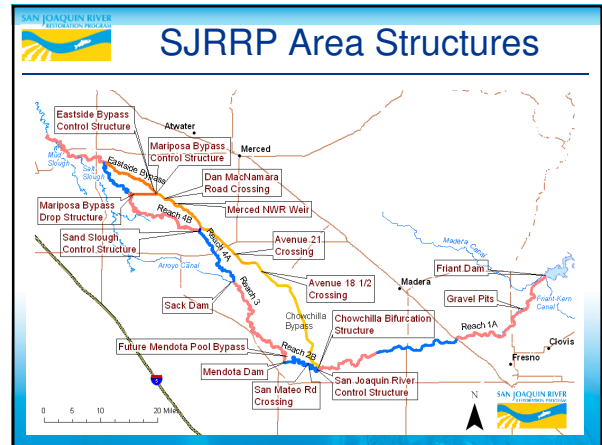 SAN JOAQUIN RIVER
RESTORATION PROGRAM
SJRRP Area Structures
Eastside Bypass
Control Structure
Atwater
Mariposa Bypass
Control Structure
Merced
Mud
Slough
Salt
Slough
Eastside Bypass
Dan MacNamara
Road Crossing
Mariposa Bypass
Drop Structure
Merced NWR Weir
Reach 4B
Sand Slough
Control Structure
Reach 4A
Avenue 21
Crossing
Madera Canal
Arroyo Canal
Friant Dam
Avenue 18 1/2
Crossing
Madera
Friant-Kern
Canal
Sack Dam
Reach 3
Gravel Pits
Chowchilla
Bypass
Chowchilla Bifurcation
Structure
Reach 1A
Future Mendota Pool Bypass
Reach 2B
Clovis
Fresno
Mendota Dam
San Mateo Rd
Crossing
San Joaquin River
Control Structure
5
N
0 5 10 20 Miles
SAN JOAQUIN RIVER
RESTORATION PROGRAM